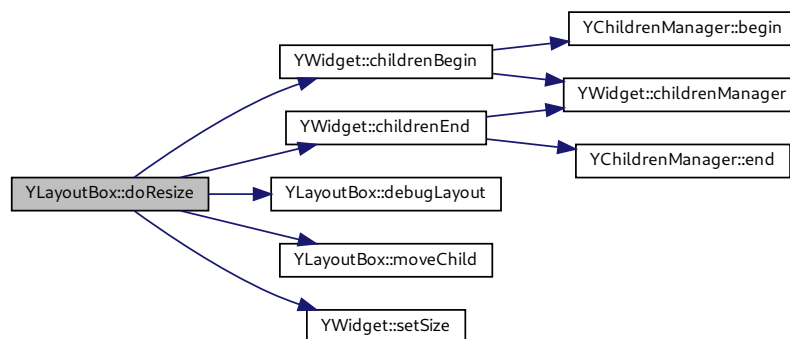 YChildrenManager::begin
YWidget::childrenBegin
YWidget::childrenManager
YWidget::childrenEnd
YChildrenManager::end
YLayoutBox::doResize
YLayoutBox::debugLayout
YLayoutBox::moveChild
YWidget::setSize